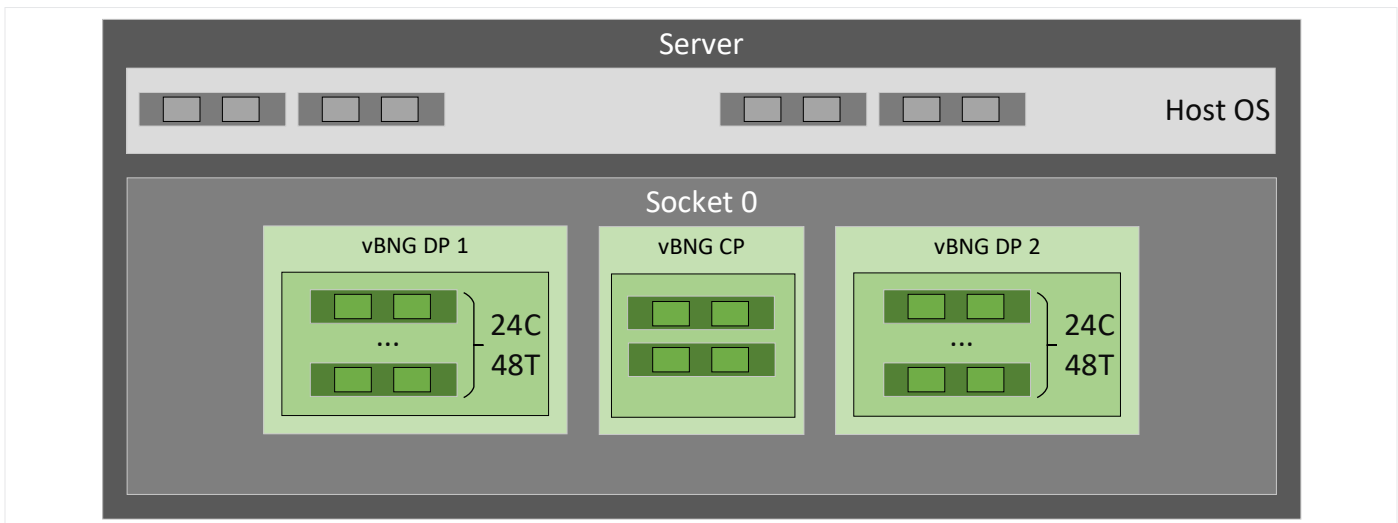 Server
Host OS
Socket 0
vBNG DP 1
vBNG CP
vBNG DP 2
24C
48T
...
24C
48T
...